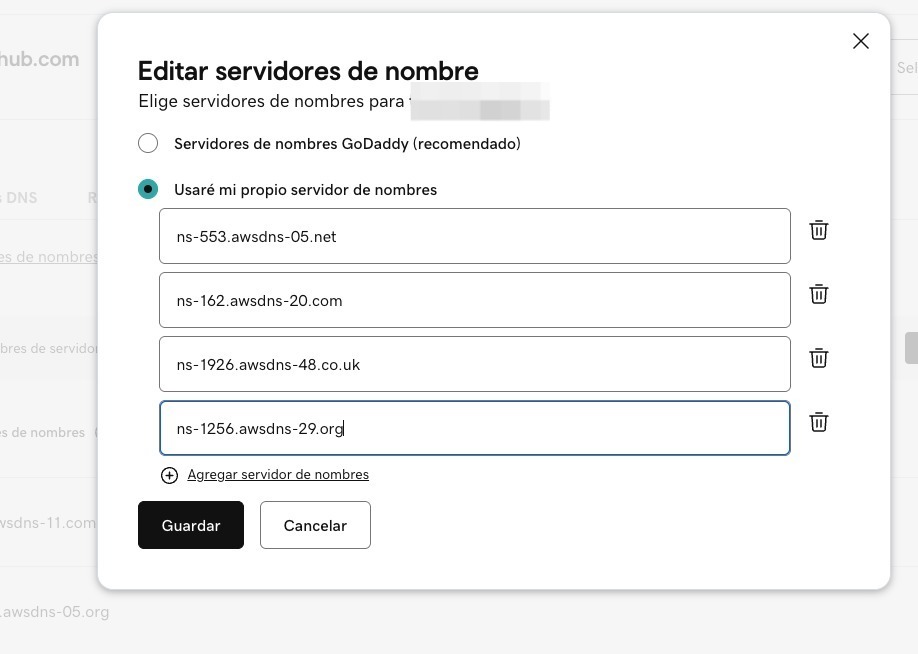 hub.com
Editar servidores de nombre
Elige servidores de nombres para
Sel
Servidores de nombres GoDaddy (recomendado)
DNS
R
Usaré mi propio servidor de nombres
ns-553.awsdns-05.net
es de nombres
ns-162.awsdns-20.com
bres de servidor
ns-1926.awsdns-48.co.uk
es de nombres
ns-1256.awsdns-29.org
Agregar servidor de nombres
wsdns-11.com
Guardar
Cancelar
.awsdns-05.org